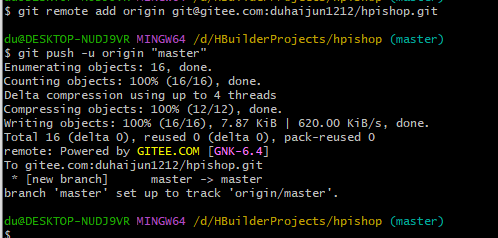 $ git remote add origin git@gitee.com:duhaijun1212/hpishop.git
du@DESKTOP-NUDJ9VR MINGW64 /d/HBuilderProjects/hpishop (master)
$ git push -u origin "master"
Enumerating objects: 16, done.
Counting objects: 100% (16/16), done.
Delta compression using up to 4 threads
Compressing objects: 100% (12/12), done.
Writing objects: 100% (16/16), 7.87 KiB | 620.00 KiB/s, done.
Total 16 (delta 0), reused 0 (delta 0), pack-reused 0
remote: Powered by GITEE.COM [GNK-6.4]
To gitee.com:duhaijun1212/hpishop.git
 * [new branch]      master -> master
branch 'master' set up to track 'origin/master'.
du@DESKTOP-NUDJ9VR MINGW64 /d/HBuilderProjects/hpishop (master)
$